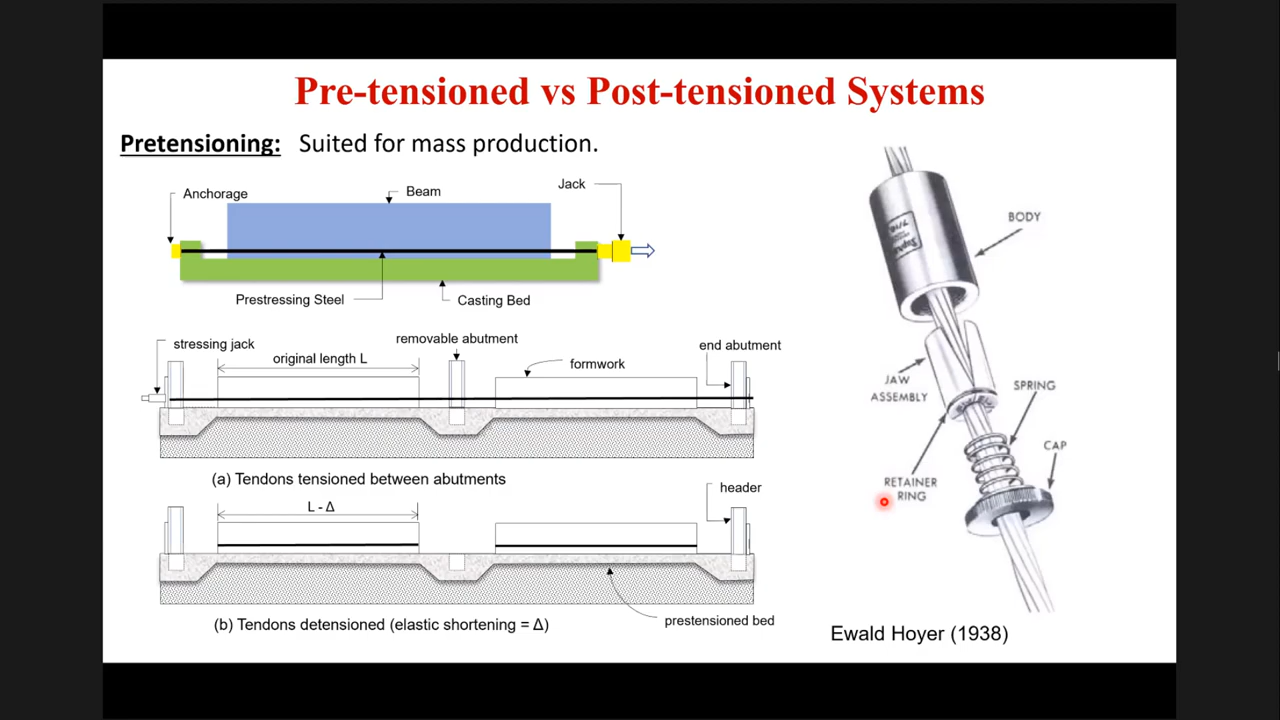 Pre-tensioned vs Post-tensioned Systems
Pretensioning: Suited for mass production.
Anchorage
Beam
Jack
Prestressing Steel
Casting Bed
stressing jack
original length L
removable abutment
formwork
end abutment
(a) Tendons tensioned between abutments
L - Δ
header
(b) Tendons detensioned (elastic shortening = Δ)
prestensioned bed
BODY
JAW
ASSEMBLY
SPRING
CAP
RETAINER
RING
Ewald Hoyer (1938)